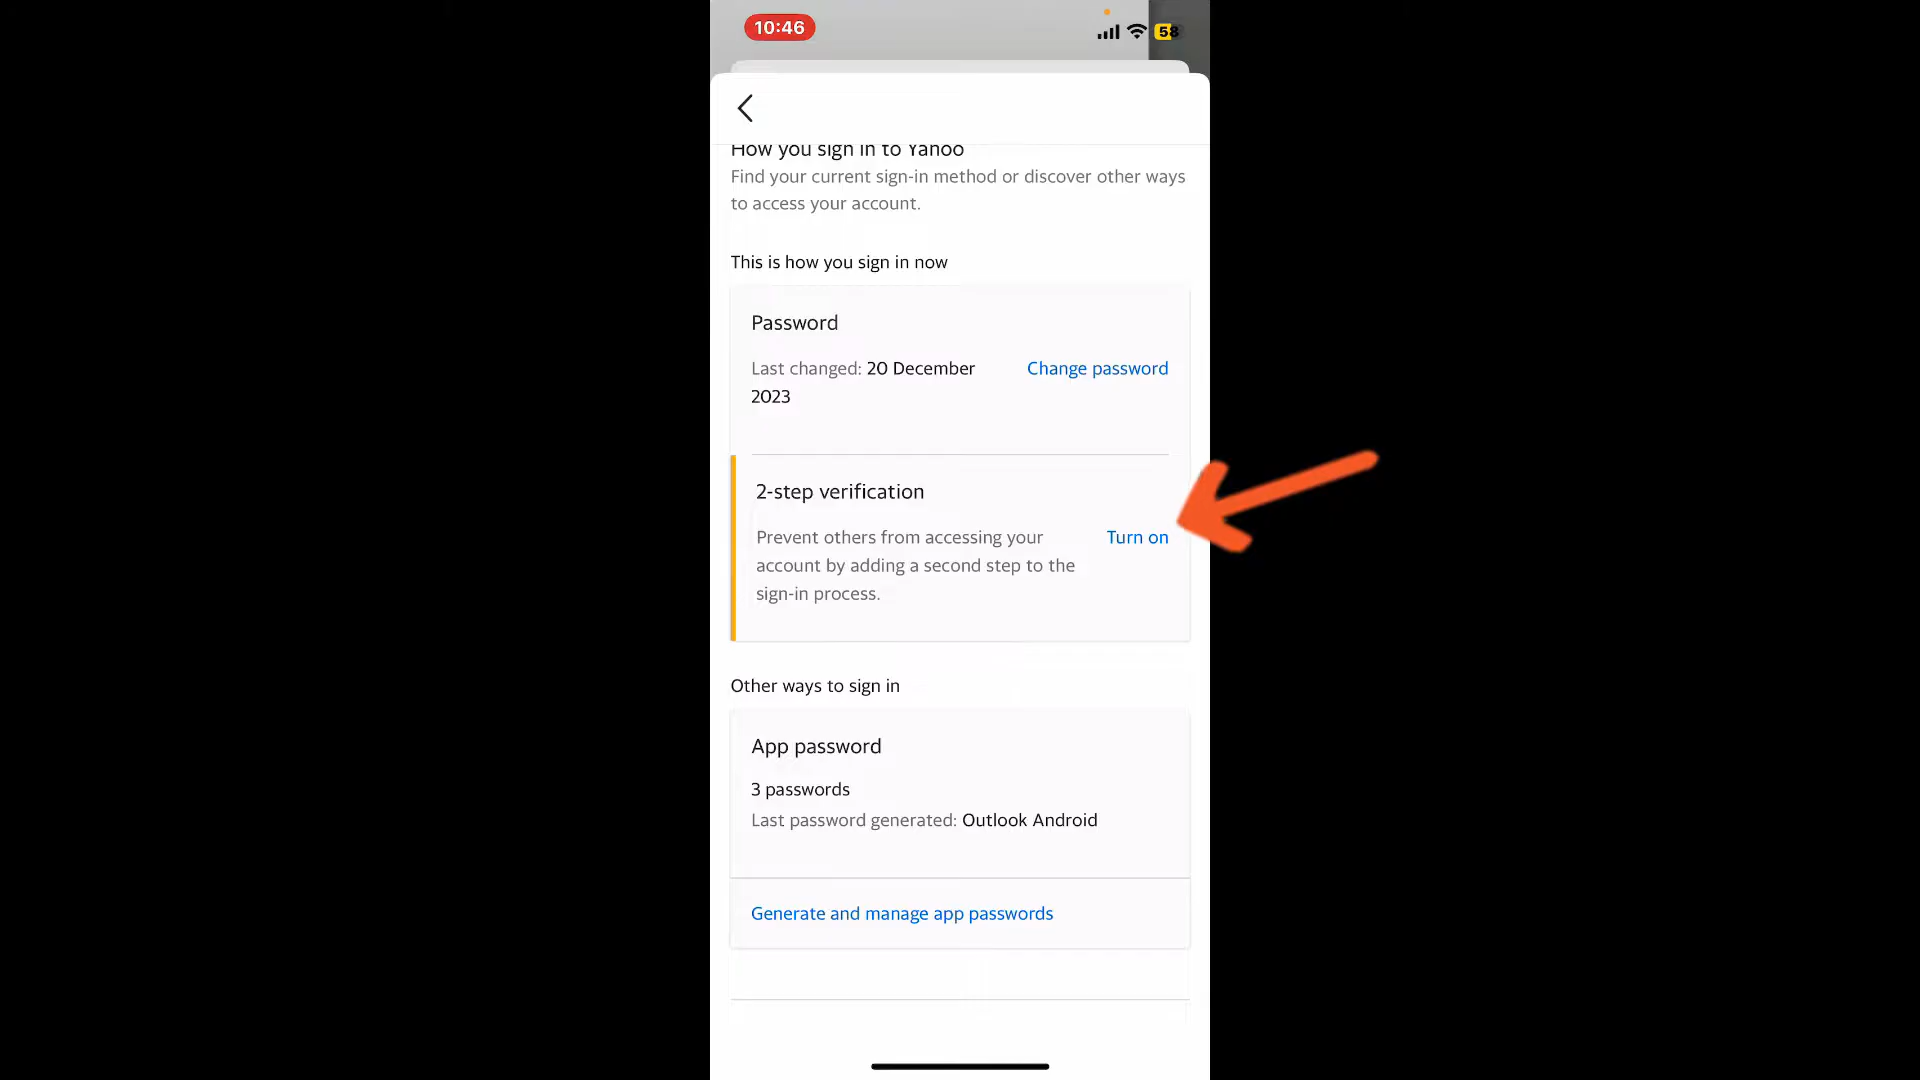 10:46
58
How you sign in to Yahoo
Find your current sign-in method or discover other ways
to access your account.
This is how you sign in now
Password
Last changed: 20 December
2023
Change password
2-step verification
Prevent others from accessing your
account by adding a second step to the
sign-in process.
Turn on
Other ways to sign in
App password
3 passwords
Last password generated: Outlook Android
Generate and manage app passwords